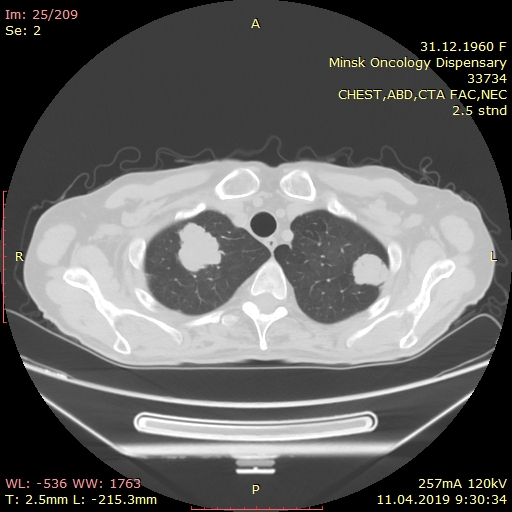 Im: 25/209
Se: 2
A
31.12.1960 F
Minsk Oncology Dispensary
33734
CHEST,ABD,CTA FAC,NEC
2.5 stnd
R
L
WL: -536 WW: 1763
T: 2.5mm L: -215.3mm
P
257mA 120kV
11.04.2019 9:30:34